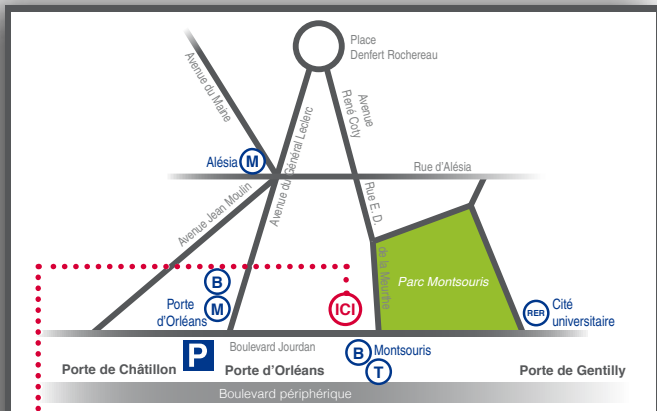 Place
Denfert Rochereau
Avenue du Maine
Avenue
René Coty
Avenue du Général Leclerc
Alésia M
Rue d'Alésia
Avenue Jean Moulin
Rue E. D.
de la Meurthe
Parc Montsouris
B
M
Porte
d'Orléans
ICI
RER
Cité
universitaire
P
Boulevard Jourdan
B Montsouris
T
Porte de Châtillon
Porte d'Orléans
Porte de Gentilly
Boulevard périphérique